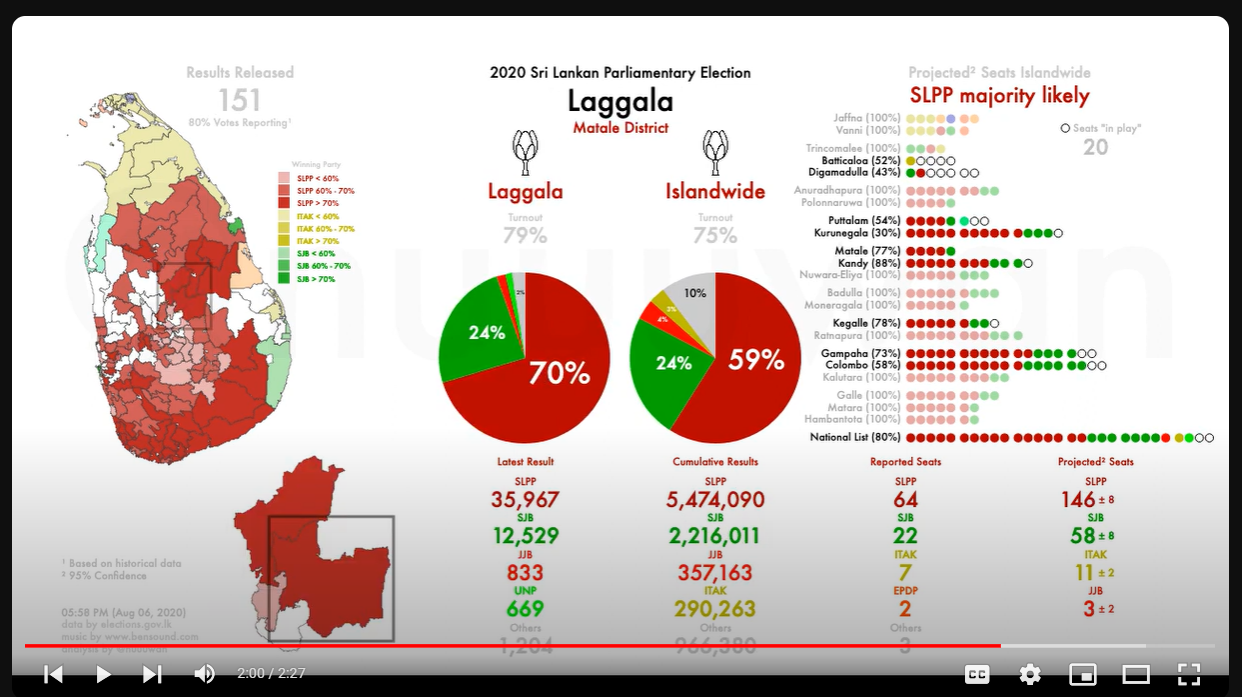 Results Released
151
80% Votes Reporting¹
Winning Party
SLPP < 60%
SLPP 60% - 70%
SLPP > 70%
ITAK < 60%
ITAK 60% - 70%
ITAK > 70%
SJB < 60%
SJB 60% - 70%
SJB > 70%
2020 Sri Lankan Parliamentary Election
Laggala
Matale District
Laggala
Turnout
79%
24%
70%
2%
Islandwide
Turnout
75%
10%
3%
4%
24%
59%
Projected² Seats Islandwide
SLPP majority likely
Seats "in play"
20
Jaffna (100%)
Vanni (100%)
Trincomalee (100%)
Batticaloa (52%)
Digamadulla (43%)
Anuradhapura (100%)
Polonnaruwa (100%)
Puttalam (54%)
Kurunegala (30%)
Matale (77%)
Kandy (88%)
Nuwara-Eliya (100%)
Badulla (100%)
Moneragala (100%)
Kegalle (78%)
Ratnapura (100%)
Gampaha (73%)
Colombo (58%)
Kalutara (100%)
Galle (100%)
Matara (100%)
Hambantota (100%)
National List (80%)
Latest Result
SLPP
35,967
SJB
12,529
JJB
833
UNP
669
Others
1,204
Cumulative Results
SLPP
5,474,090
SJB
2,216,011
JJB
357,163
ITAK
290,263
Others
966,380
Reported Seats
SLPP
64
SJB
22
ITAK
7
EPDP
2
Others
3
Projected² Seats
SLPP
146 ± 8
SJB
58 ± 8
ITAK
11 ± 2
JJB
3 ± 2
¹ Based on historical data
² 95% Confidence
05:58 PM (Aug 06, 2020)
data by elections.gov.lk
music by www.bensound.com
analysis by @nuuuwan
2:00 / 2:27
CC